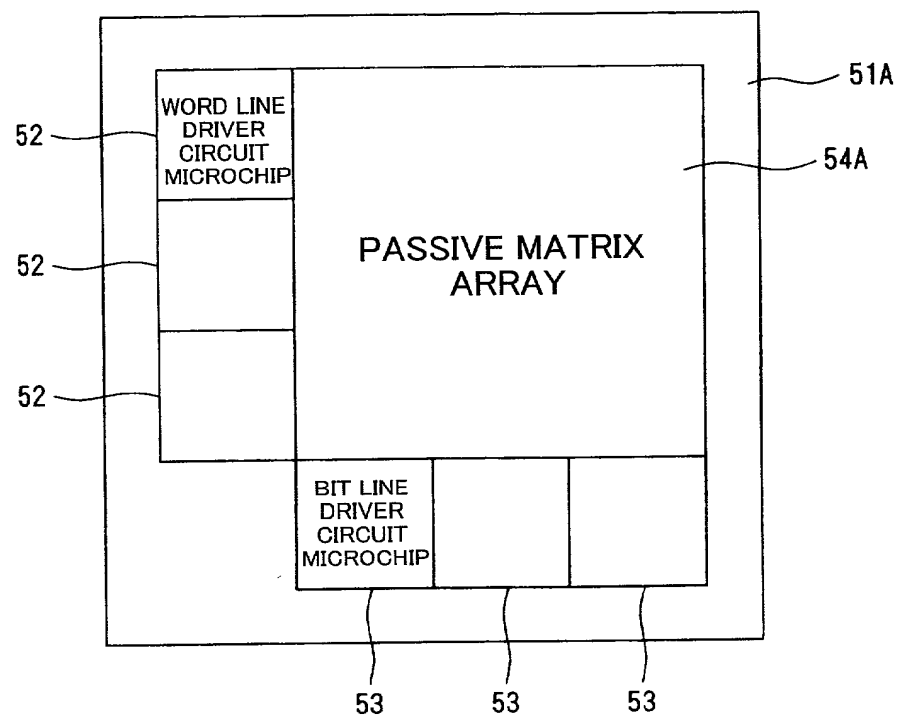 51A
WORD LINE
DRIVER
CIRCUIT
MICROCHIP
52
54A
PASSIVE MATRIX
ARRAY
52
52
BIT LINE
DRIVER
CIRCUIT
MICROCHIP
53
53
53